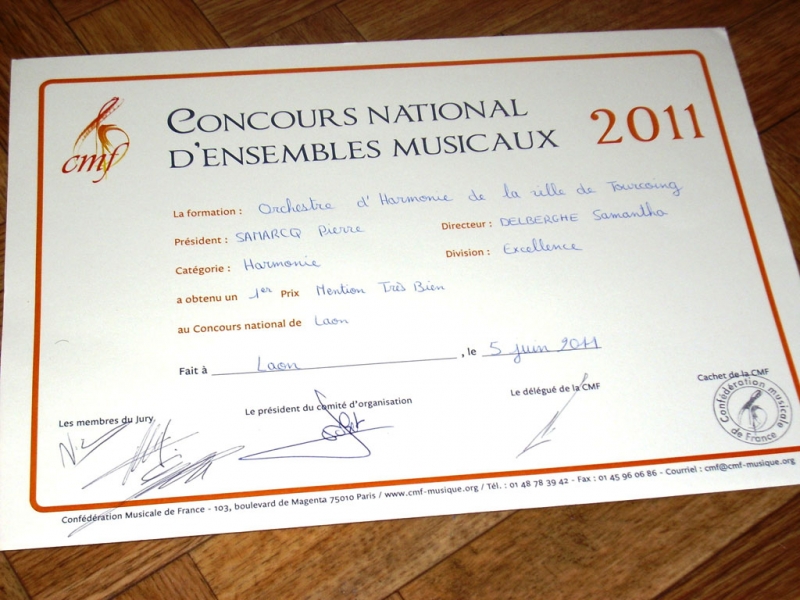 cmf
CONCOURS NATIONAL
D'ENSEMBLES MUSICAUX
2011
La formation : Orchestre d'Harmonie de la ville de Tourcoing
Président : SAMARCQ Pierre
Directeur : DELBERGHE Samantha
Catégorie : Harmonie
Division : Excellence
a obtenu un 1er Prix Mention Très Bien
au Concours national de Laon
Fait à Laon, le 5 juin 2011
Les membres du Jury
Le président du comité d'organisation
Le délégué de la CMF
Cachet de la CMF
Confédération musicale de France
Confédération Musicale de France - 103, boulevard de Magenta 75010 Paris / www.cmf-musique.org / Tél. : 01 48 78 39 42 - Fax : 01 45 96 06 86 - Courriel : cmf@cmf-musique.org